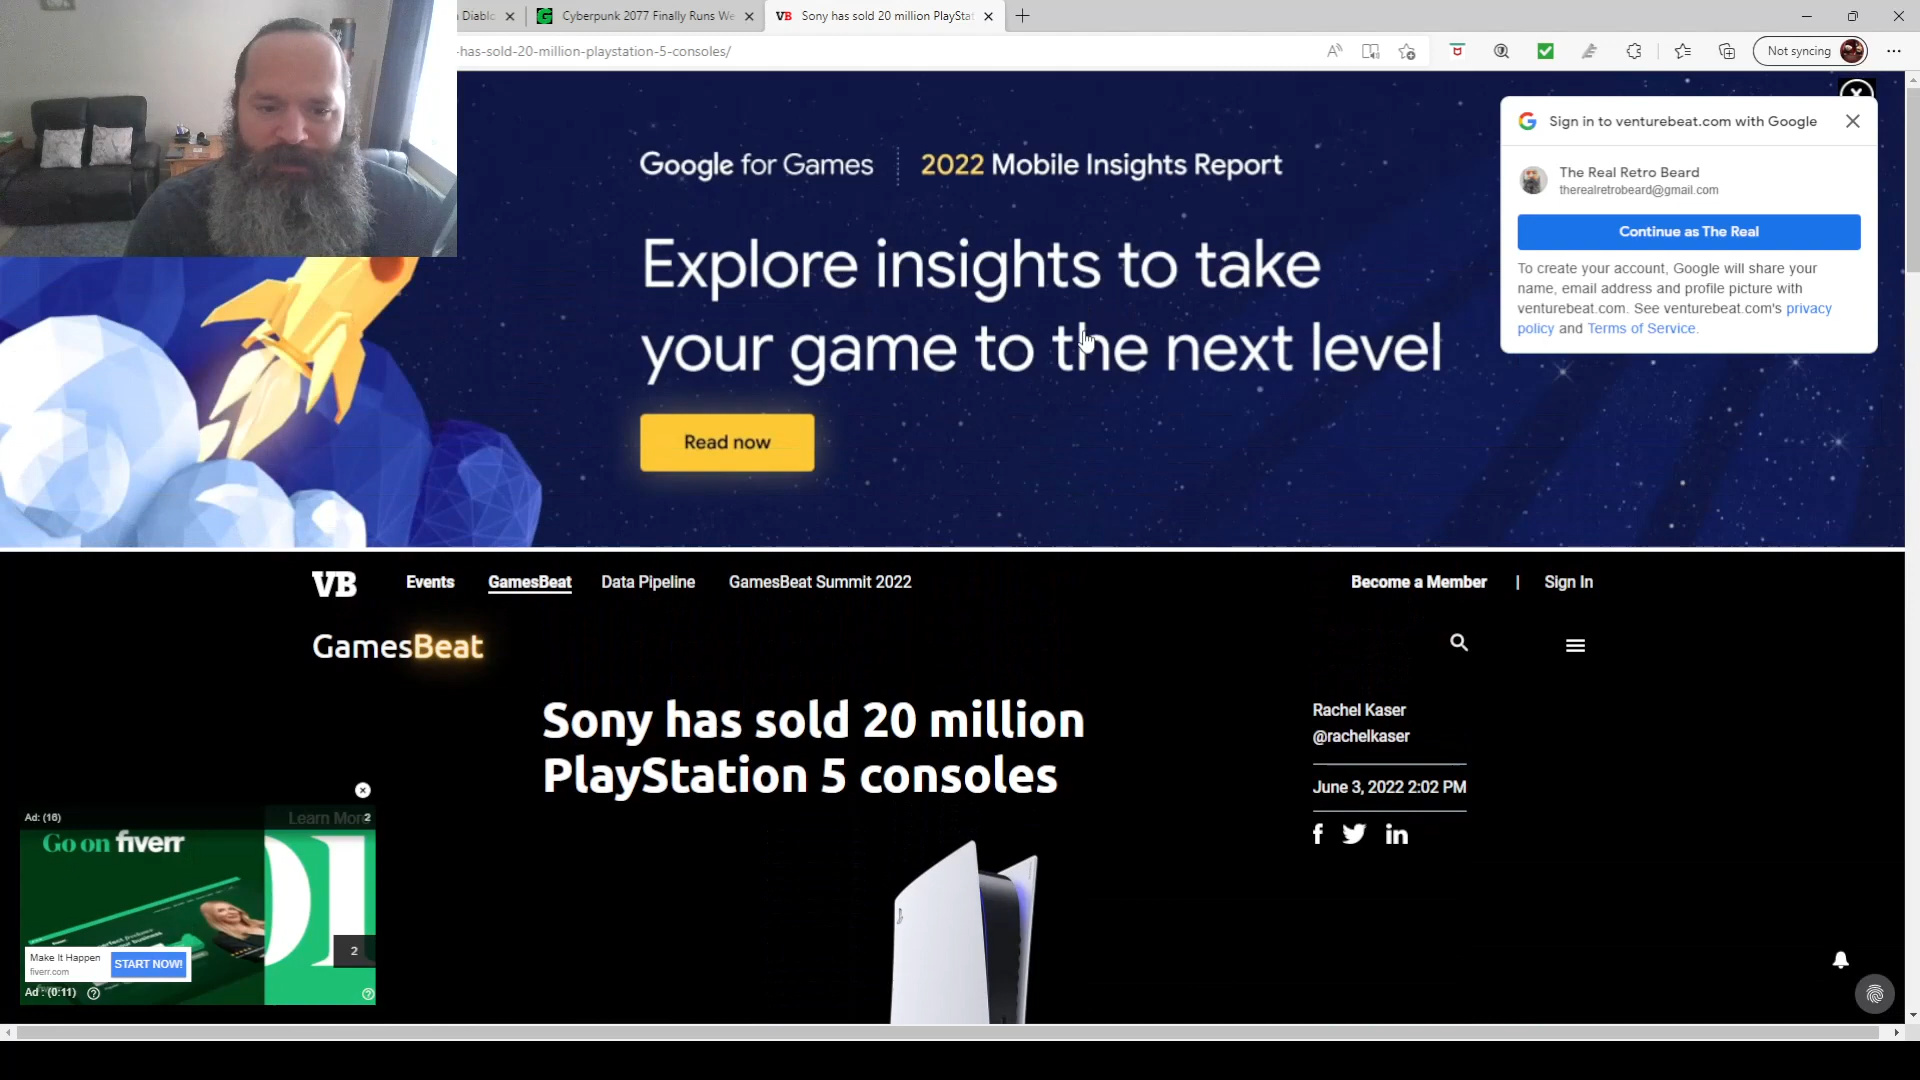 Diablo
Cyberpunk 2077 Finally Runs We
VB Sony has sold 20 million PlaySta
-has-sold-20-million-playstation-5-consoles/
Not syncing
Google for Games 2022 Mobile Insights Report
Explore insights to take
your game to the next level
Read now
Sign in to venturebeat.com with Google
The Real Retro Beard
therealretrobeard@gmail.com
Continue as The Real
To create your account, Google will share your
name, email address and profile picture with
venturebeat.com. See venturebeat.com's privacy
policy and Terms of Service.
VB Events GamesBeat Data Pipeline GamesBeat Summit 2022 Become a Member | Sign In
GamesBeat
Sony has sold 20 million
PlayStation 5 consoles
Rachel Kaser
@rachelkaser
June 3, 2022 2:02 PM
Ad: (16) Learn More 2
Go on fiverr
2
Make It Happen
fiverr.com
START NOW!
Ad : (0:11)